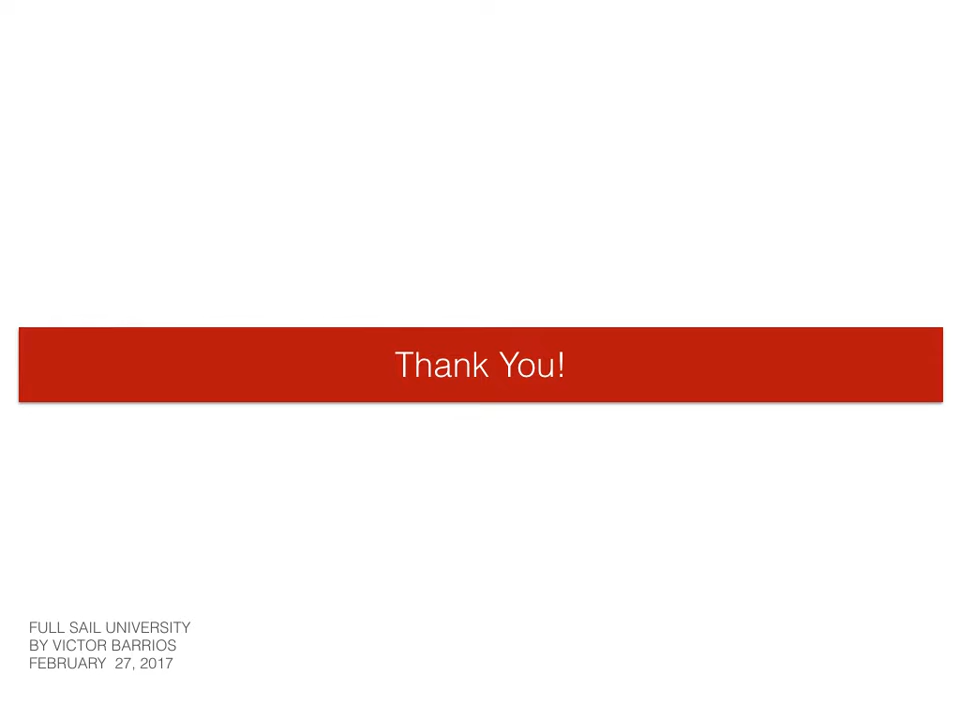 Thank You!
FULL SAIL UNIVERSITY
BY VICTOR BARRIOS
FEBRUARY  27, 2017